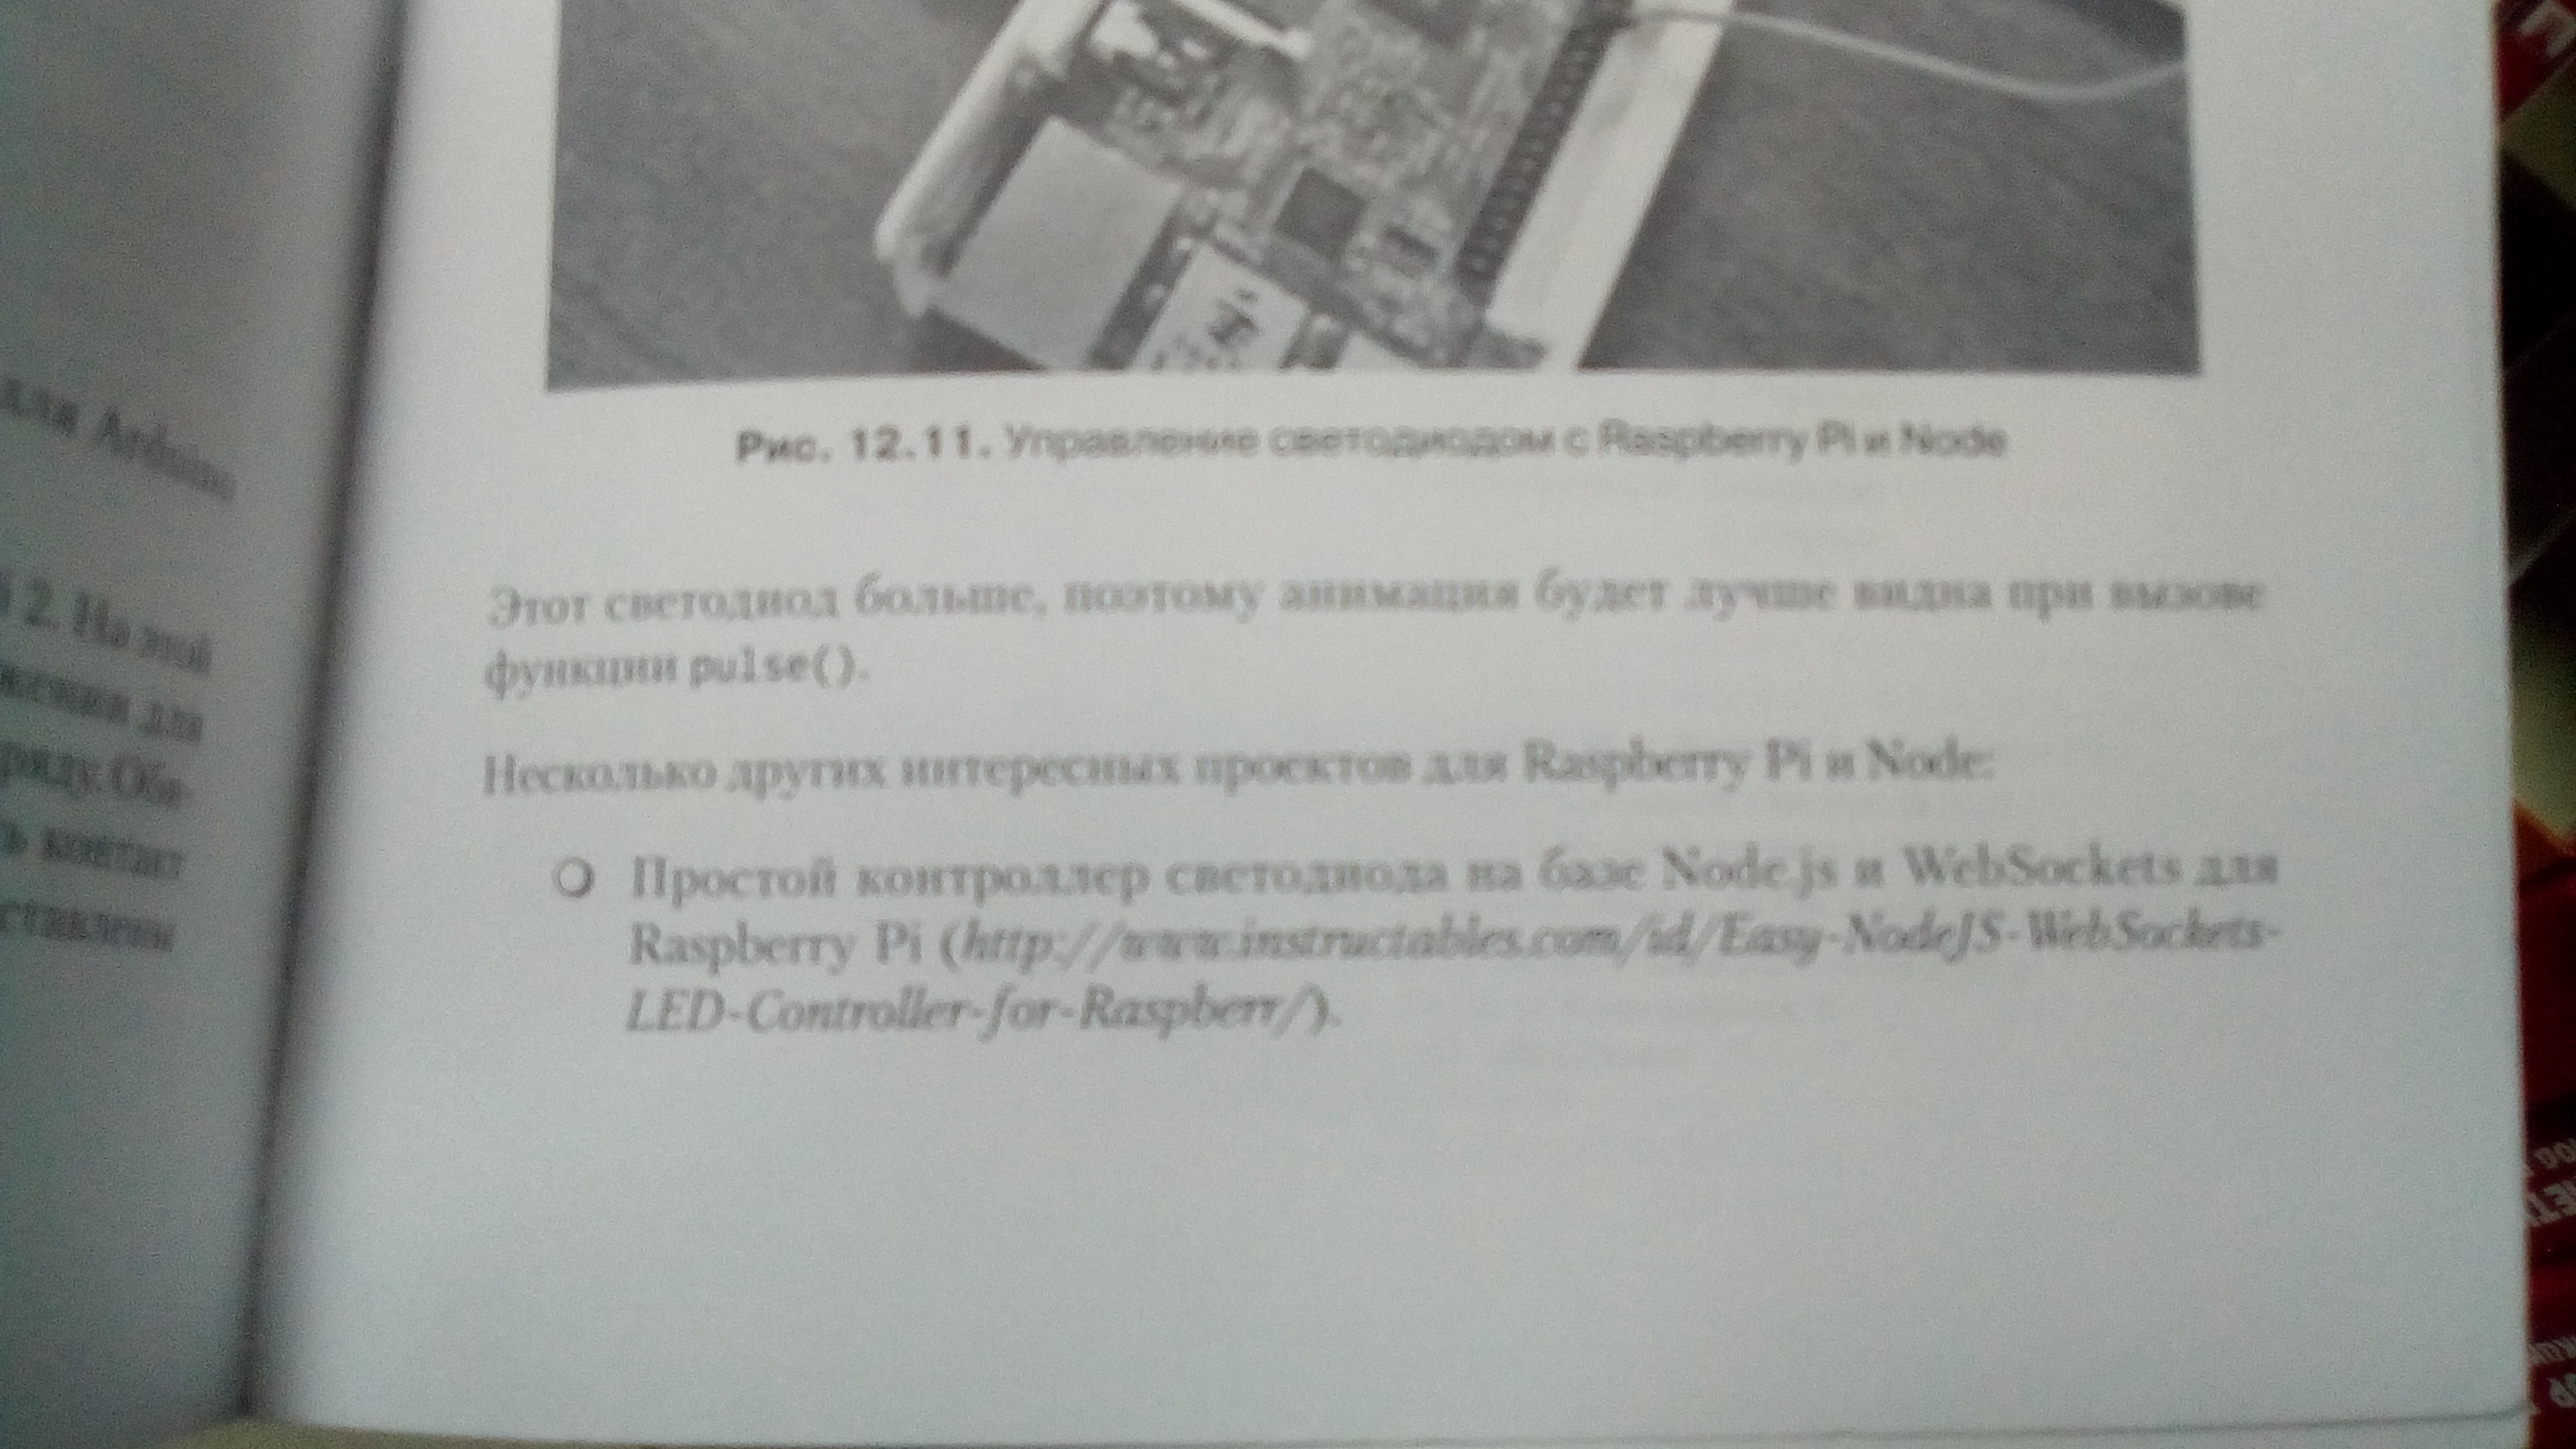 для Arduino
2. На этой
жения для
ряду. Обе-
ь контакт
ставлены
Рис. 12.11. Управление светодиодом с Raspberry Pi и Node
Этот светодиод больше, поэтому анимация будет лучше видна при вызове
функции pulse().
Несколько других интересных проектов для Raspberry Pi и Node:
Простой контроллер светодиода на базе Node.js и WebSockets для
Raspberry Pi (http://www.instructables.com/id/Easy-NodeJS-WebSockets-
LED-Controller-for-Raspberr/).